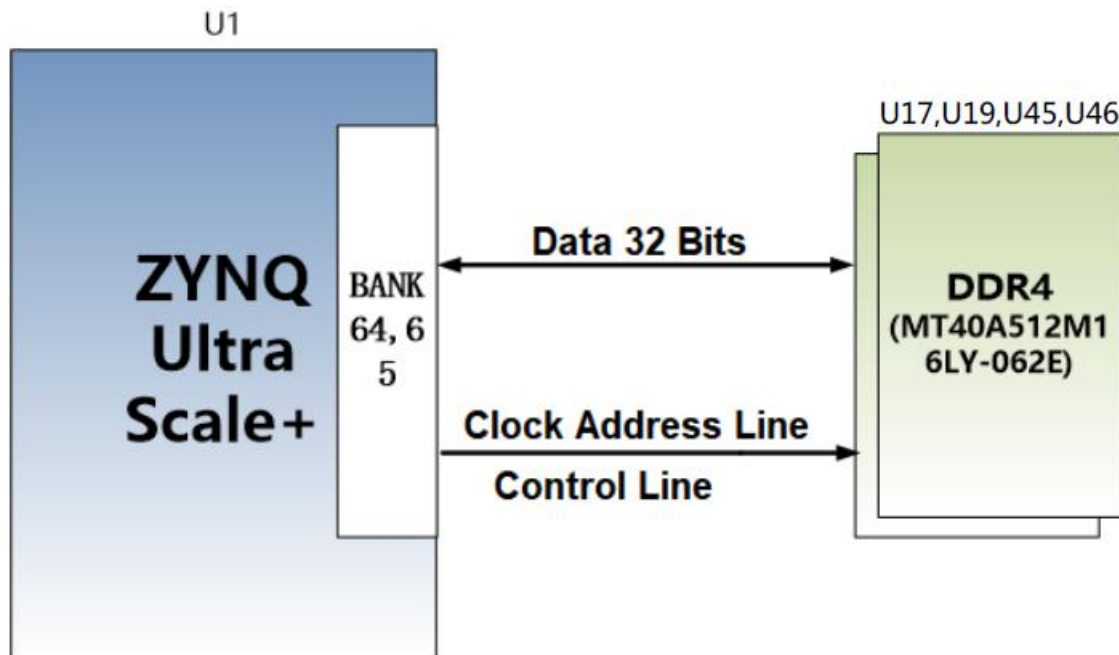 U1
U17,U19,U45,U46
ZYNQ
Ultra
Scale+
BANK
64, 6
5
Data 32 Bits
Clock Address Line
Control Line
DDR4
(MT40A512M1
6LY-062E)